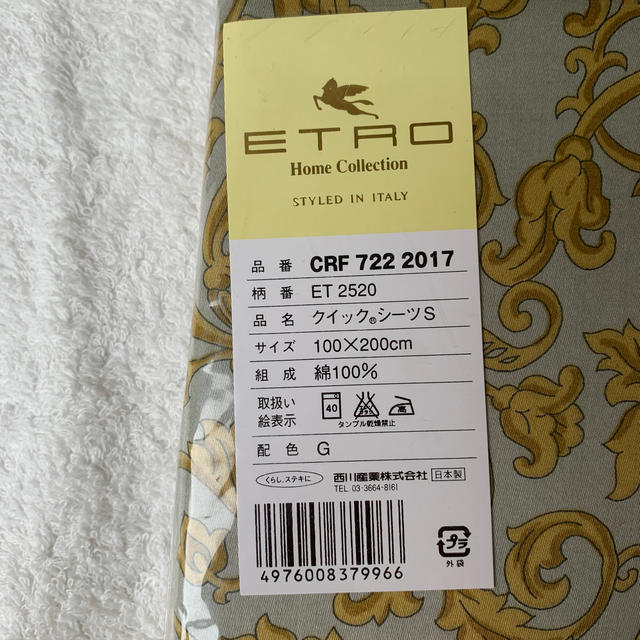 ETRO
Home Collection
STYLED IN ITALY
品番 CRF 722 2017
柄番 ET 2520
品名 クイック®シーツS
サイズ 100×200cm
組成 綿100%
取扱い
絵表示
40
高
タンブル乾燥禁止
配色 G
くらし、ステキに 西川産業株式会社 日本製
TEL 03-3664-8161
4976008379966
プラ
外袋